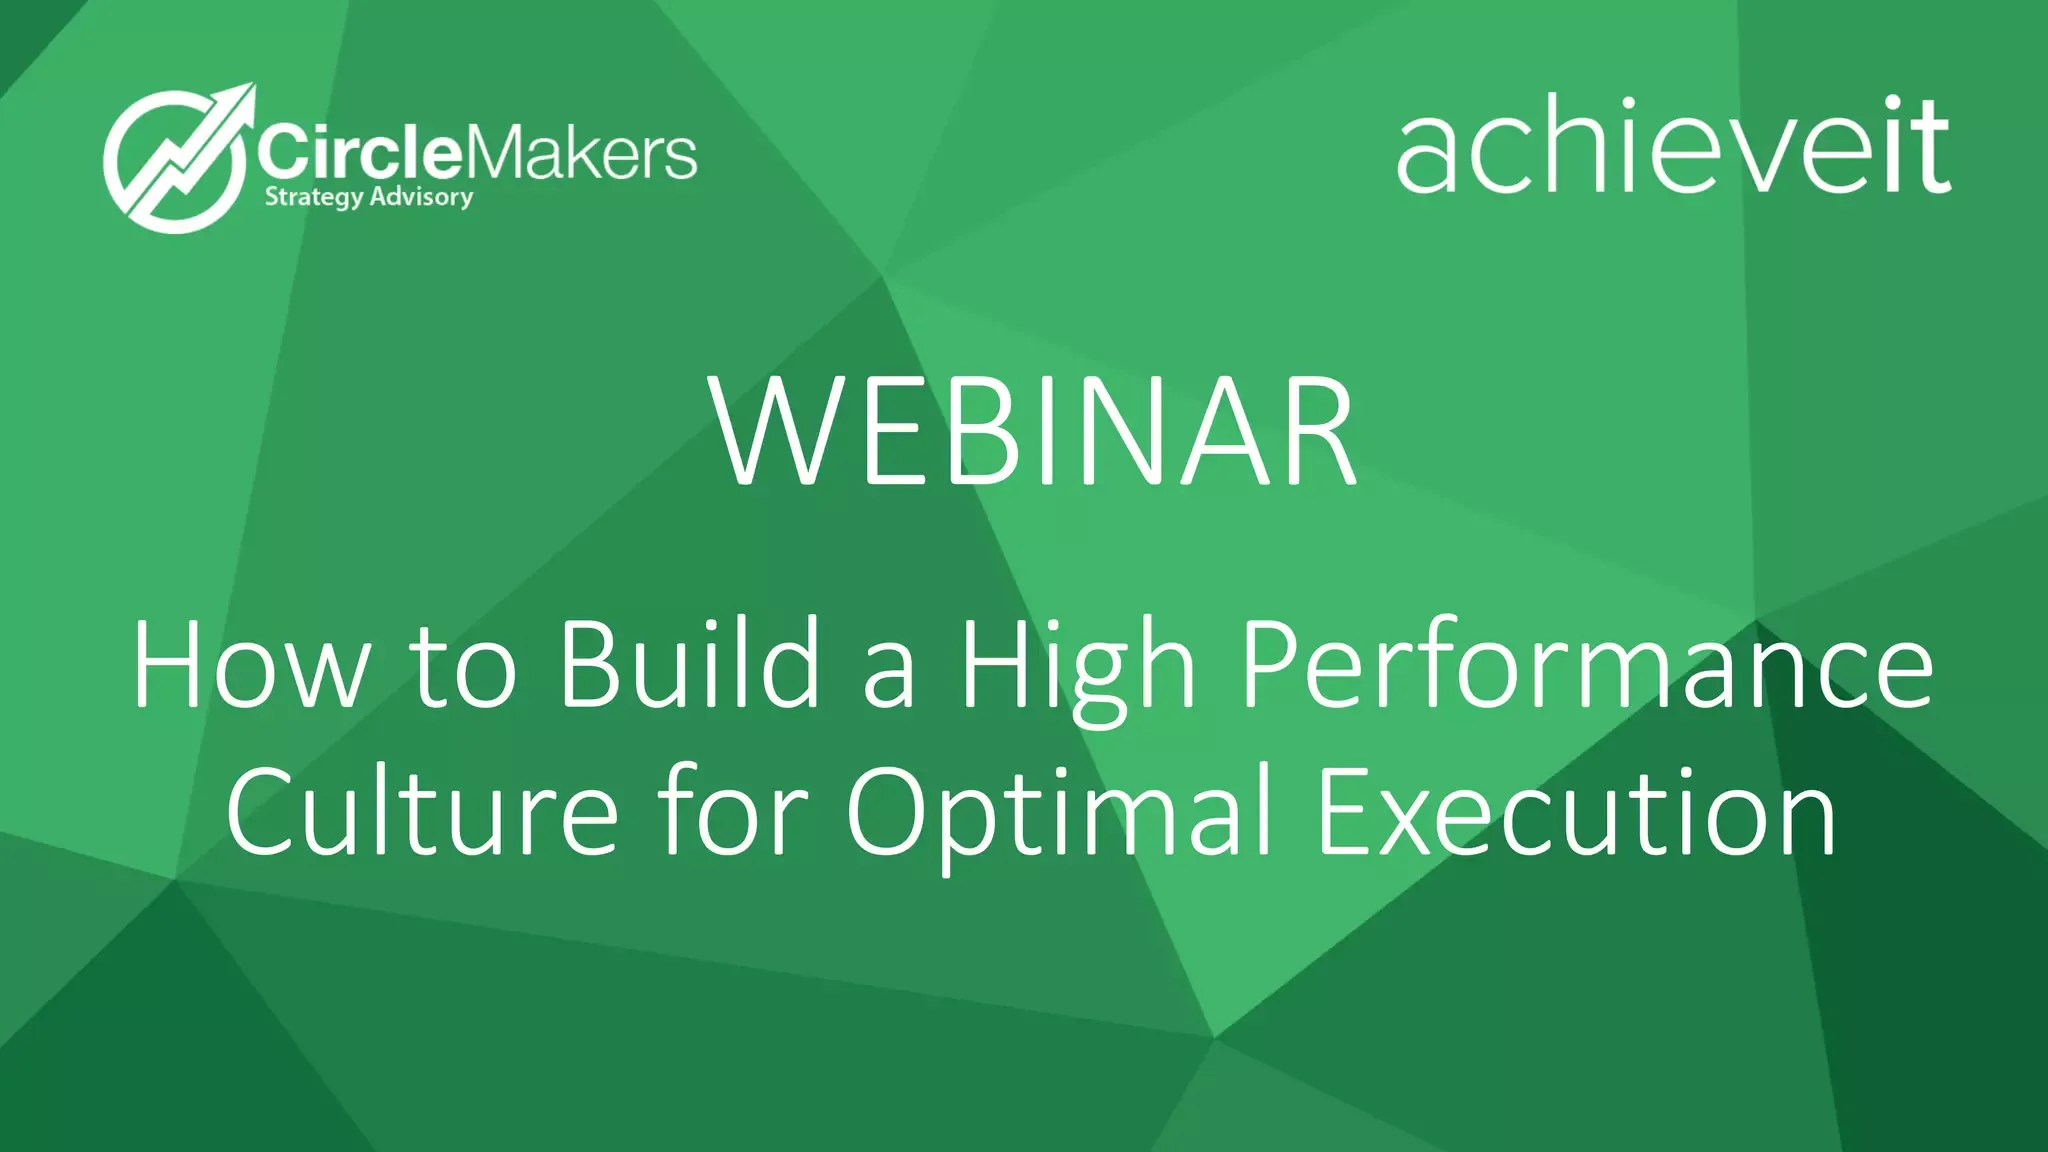 CircleMakers
Strategy Advisory
achieveit
WEBINAR
How to Build a High Performance
Culture for Optimal Execution